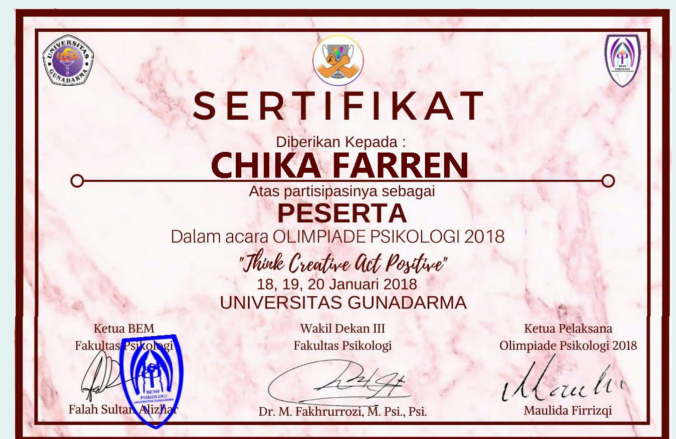 UNIVERSITAS GUNADARMA
SERTIFIKAT
Diberikan Kepada :
CHIKA FARREN
Atas partisipasinya sebagai
PESERTA
Dalam acara OLIMPIADE PSIKOLOGI 2018
"Think Creative Act Positive"
18, 19, 20 Januari 2018
UNIVERSITAS GUNADARMA
Ketua BEM
Fakultas Psikologi
Falah Sultan Alizhar
Wakil Dekan III
Fakultas Psikologi
Dr. M. Fakhrurrozi, M. Psi., Psi.
Ketua Pelaksana
Olimpiade Psikologi 2018
Maulida Firrizqi